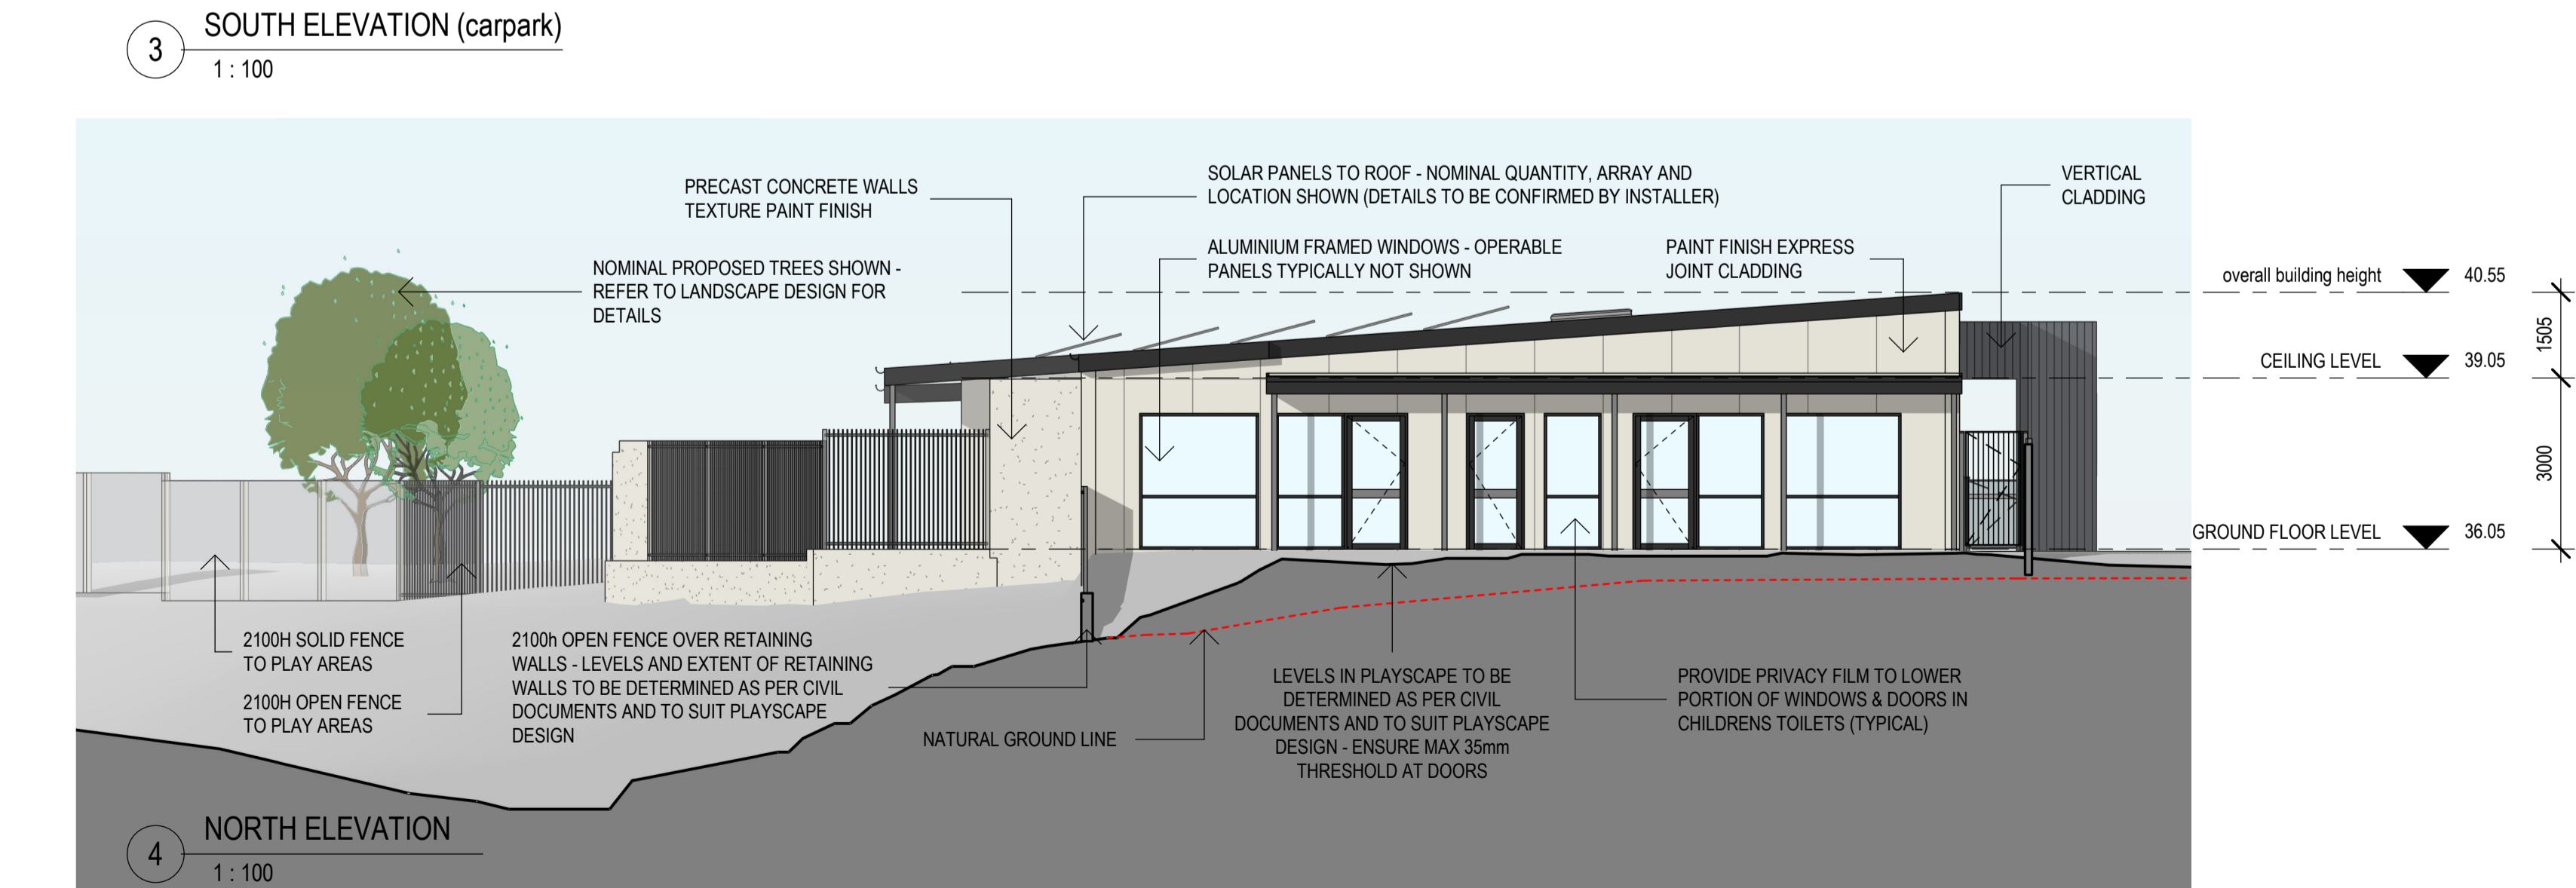 3
SOUTH ELEVATION (carpark)
1 : 100
PRECAST CONCRETE WALLS
TEXTURE PAINT FINISH
SOLAR PANELS TO ROOF - NOMINAL QUANTITY, ARRAY AND
LOCATION SHOWN (DETAILS TO BE CONFIRMED BY INSTALLER)
VERTICAL
CLADDING
NOMINAL PROPOSED TREES SHOWN -
REFER TO LANDSCAPE DESIGN FOR
DETAILS
ALUMINIUM FRAMED WINDOWS - OPERABLE
PANELS TYPICALLY NOT SHOWN
PAINT FINISH EXPRESS
JOINT CLADDING
overall building height
40.55
1505
CEILING LEVEL
39.05
3000
GROUND FLOOR LEVEL
36.05
2100H SOLID FENCE
TO PLAY AREAS
2100H OPEN FENCE
TO PLAY AREAS
2100h OPEN FENCE OVER RETAINING
WALLS - LEVELS AND EXTENT OF RETAINING
WALLS TO BE DETERMINED AS PER CIVIL
DOCUMENTS AND TO SUIT PLAYSCAPE
DESIGN
NATURAL GROUND LINE
LEVELS IN PLAYSCAPE TO BE
DETERMINED AS PER CIVIL
DOCUMENTS AND TO SUIT PLAYSCAPE
DESIGN - ENSURE MAX 35mm
THRESHOLD AT DOORS
PROVIDE PRIVACY FILM TO LOWER
PORTION OF WINDOWS & DOORS IN
CHILDRENS TOILETS (TYPICAL)
4
NORTH ELEVATION
1 : 100